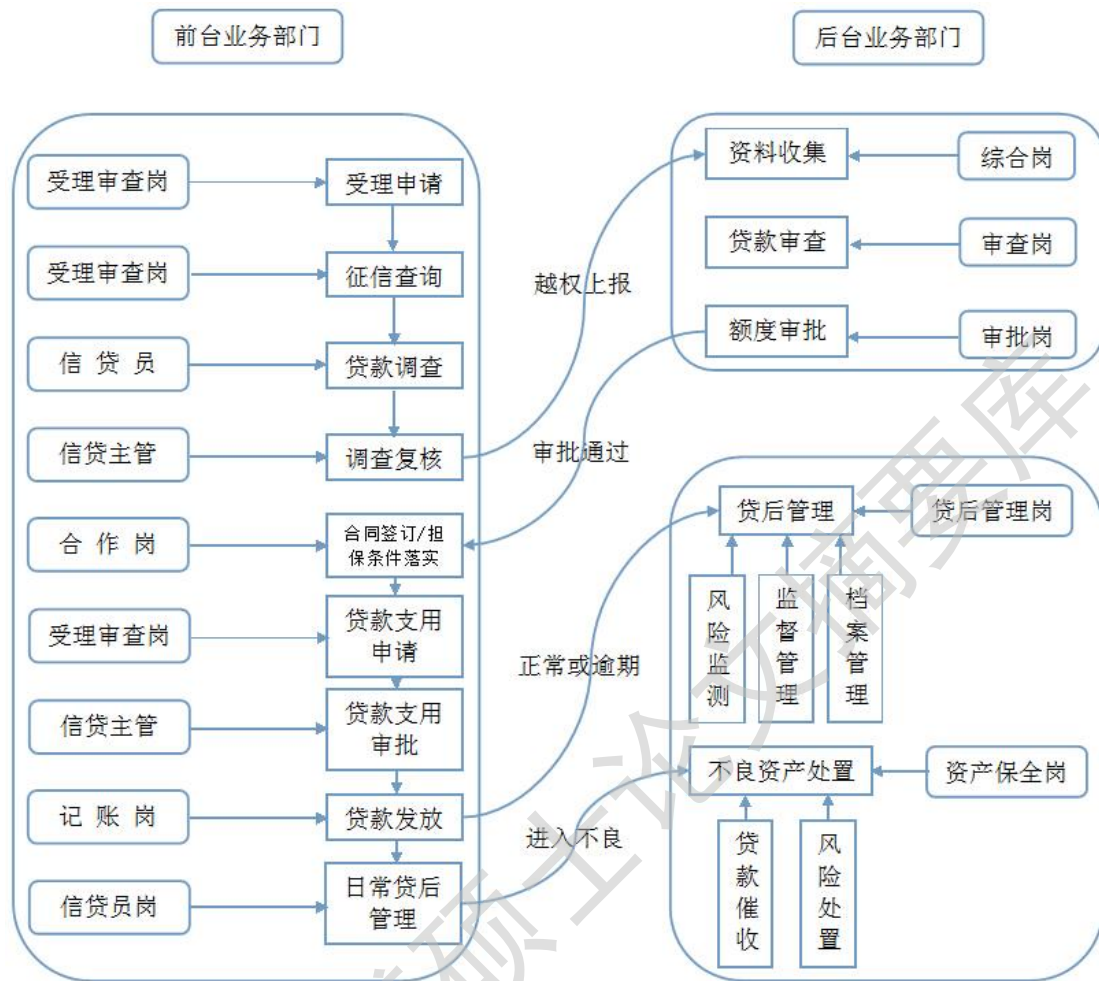 前台业务部门
后台业务部门
受理审查岗
受理申请
受理审查岗
征信查询
信 贷 员
贷款调查
信贷主管
调查复核
合 作 岗
合同签订/担
保条件落实
受理审查岗
贷款支用
申请
信贷主管
贷款支用
审批
记 账 岗
贷款发放
信贷员岗
日常贷后
管理
越权上报
审批通过
正常或逾期
进入不良
资料收集
综合岗
贷款审查
审查岗
额度审批
审批岗
贷后管理
贷后管理岗
风险监测
监督管理
档案管理
不良资产处置
资产保全岗
贷款催收
风险处置
硕士论文摘要库